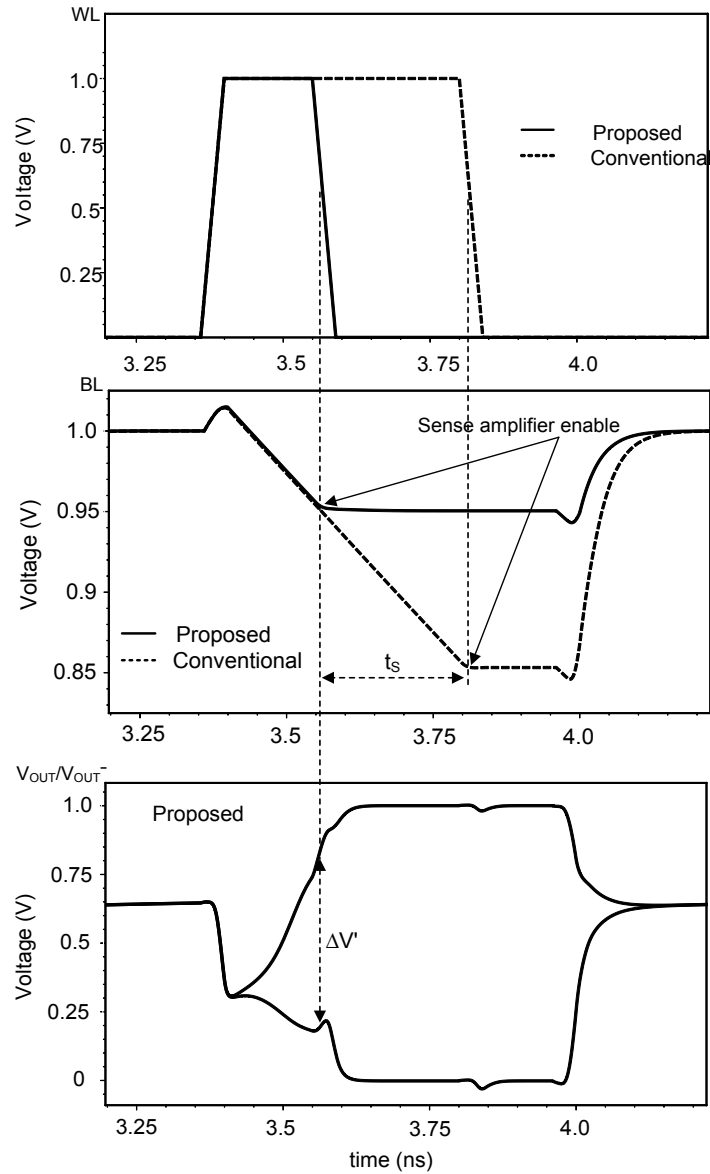 WL
1.0
0.75
0.5
0.25
Voltage (V)
Proposed
Conventional
3.25
3.5
3.75
4.0
BL
1.0
0.95
0.9
0.85
Voltage (V)
Sense amplifier enable
Proposed
Conventional
tS
3.25
3.5
3.75
4.0
VOUT/VOUT-
1.0
0.75
0.5
0.25
0
Voltage (V)
Proposed
ΔV'
3.25
3.5
3.75
4.0
time (ns)